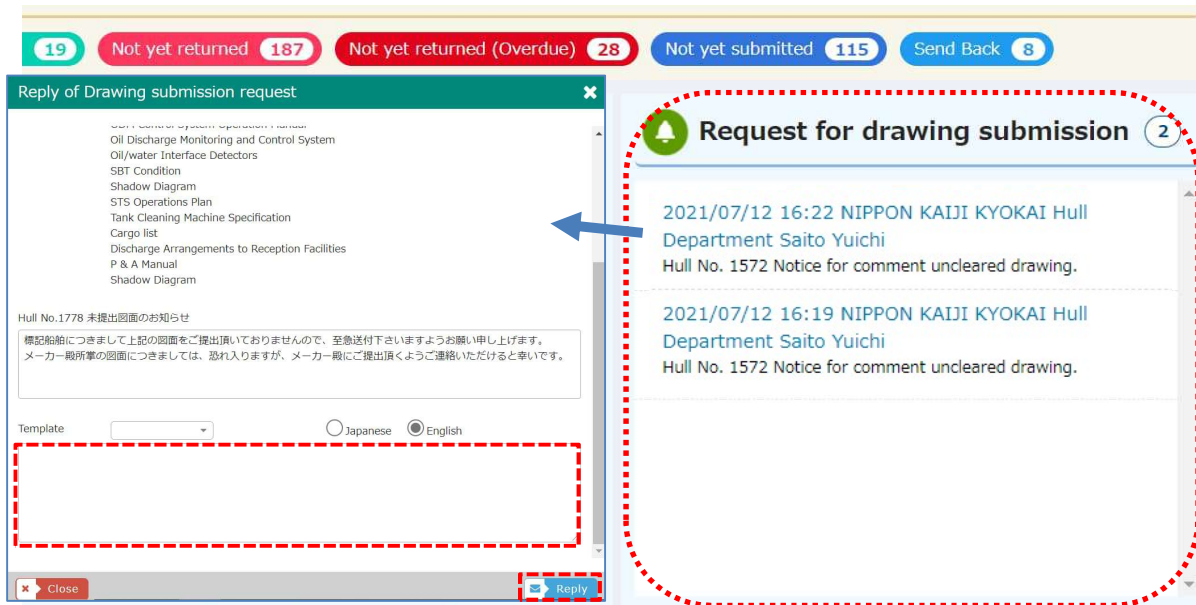 19 Not yet returned 187 Not yet returned (Overdue) 28 Not yet submitted 115 Send Back 8
Reply of Drawing submission request
Oil Discharge Monitoring and Control System
Oil/water Interface Detectors
SBT Condition
Shadow Diagram
STS Operations Plan
Tank Cleaning Machine Specification
Cargo list
Discharge Arrangements to Reception Facilities
P & A Manual
Shadow Diagram
Hull No.1778 未提出図面のお知らせ
標記船舶につきまして上記の図面をご提出頂いておりませんので、至急送付下さいますようお願い申し上げます。
メーカー殿所掌の図面につきましては、恐れ入りますが、メーカー殿にご提出頂くようご連絡いただけると幸いです。
Template Japanese English
Close Reply
Request for drawing submission 2
2021/07/12 16:22 NIPPON KAIJI KYOKAI Hull
Department Saito Yuichi
Hull No. 1572 Notice for comment uncleared drawing.
2021/07/12 16:19 NIPPON KAIJI KYOKAI Hull
Department Saito Yuichi
Hull No. 1572 Notice for comment uncleared drawing.